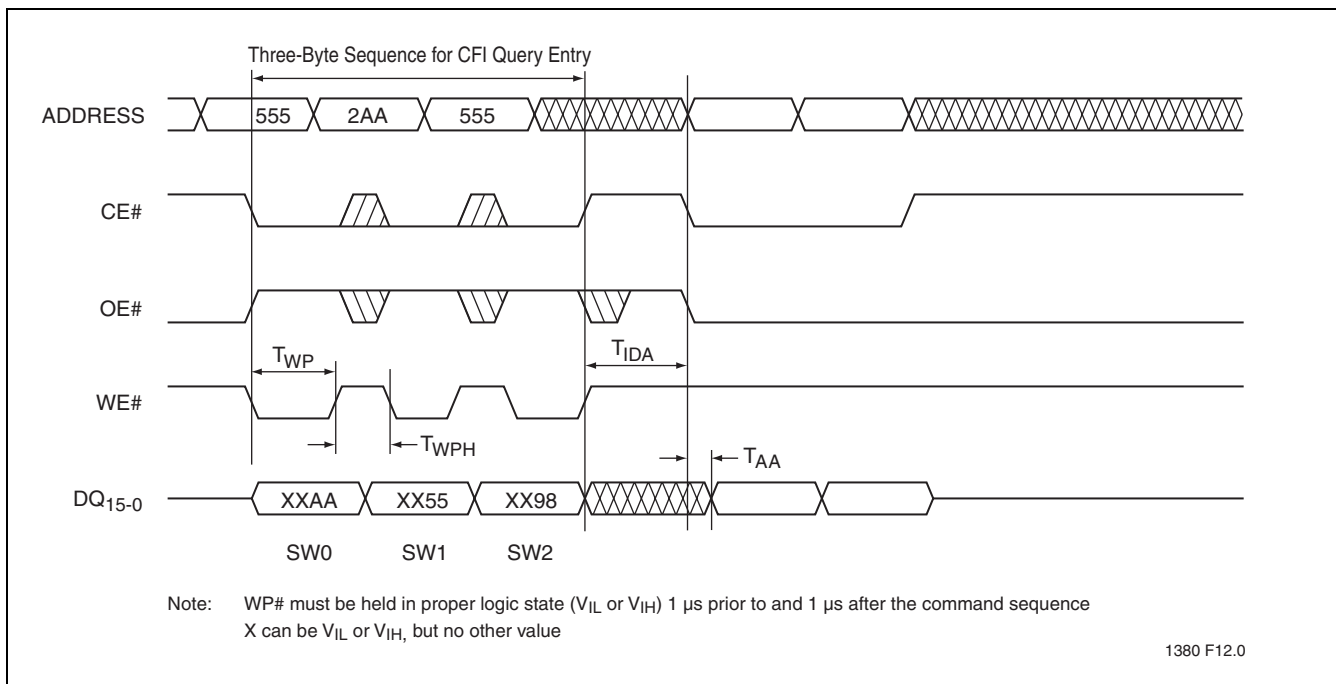 Three-Byte Sequence for CFI Query Entry
ADDRESS 555 2AA 555
CE#
OE#
TWP TIDA
WE#
TWPH TAA
DQ15-0 XXAA XX55 XX98
SW0 SW1 SW2
Note: WP# must be held in proper logic state (VIL or VIH) 1 µs prior to and 1 µs after the command sequence
X can be VIL or VIH, but no other value
1380 F12.0